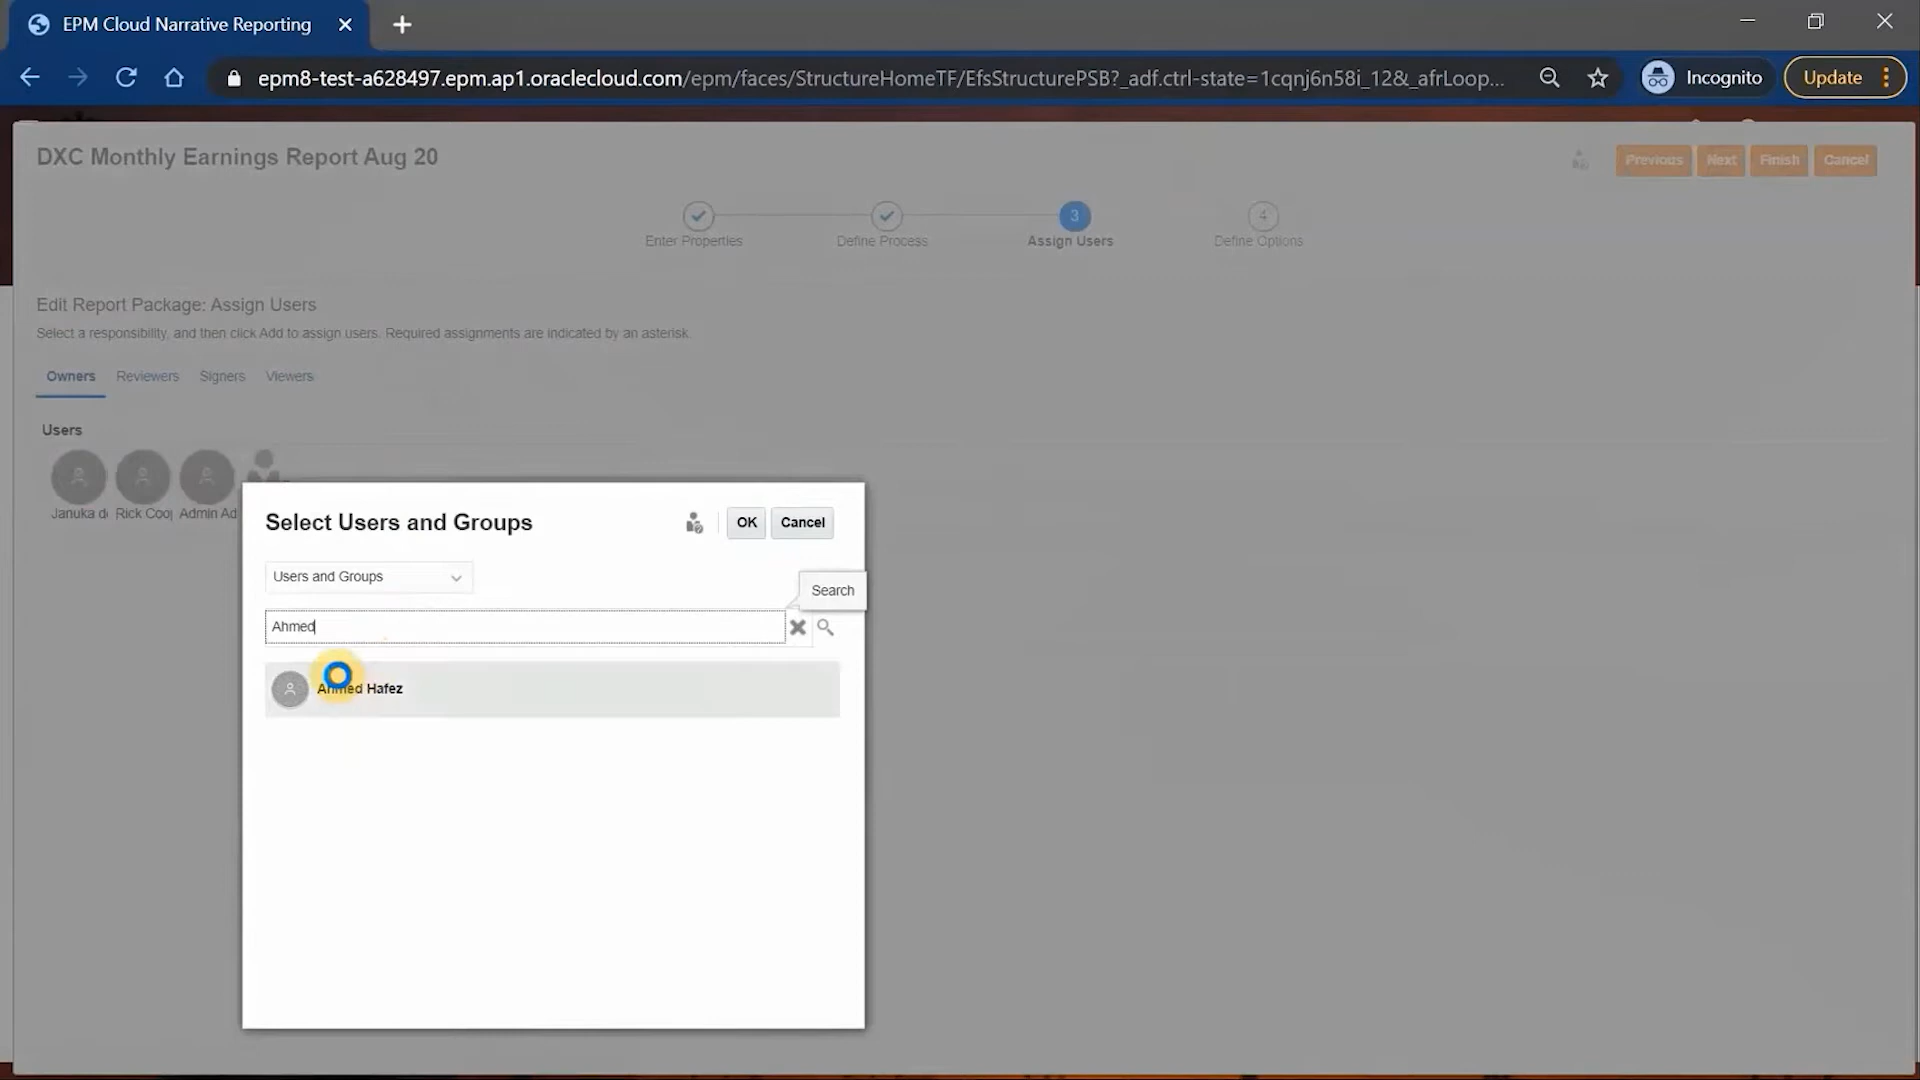 EPM Cloud Narrative Reporting
epm8-test-a628497.epm.ap1.oraclecloud.com/epm/faces/StructureHomeTF/EfsStructurePSB?_adf.ctrl-state=1cqnj6n58i_12&_afrLoop...
Incognito
Update
DXC Monthly Earnings Report Aug 20
Previous
Next
Finish
Cancel
3
4
Enter Properties
Define Process
Assign Users
Define Options
Edit Report Package: Assign Users
Select a responsibility, and then click Add to assign users. Required assignments are indicated by an asterisk.
Owners
Reviewers
Signers
Viewers
Users
Januka d
Rick Coo
Admin Ad
Select Users and Groups
OK
Cancel
Users and Groups
Search
Ahmed
Ahmed Hafez